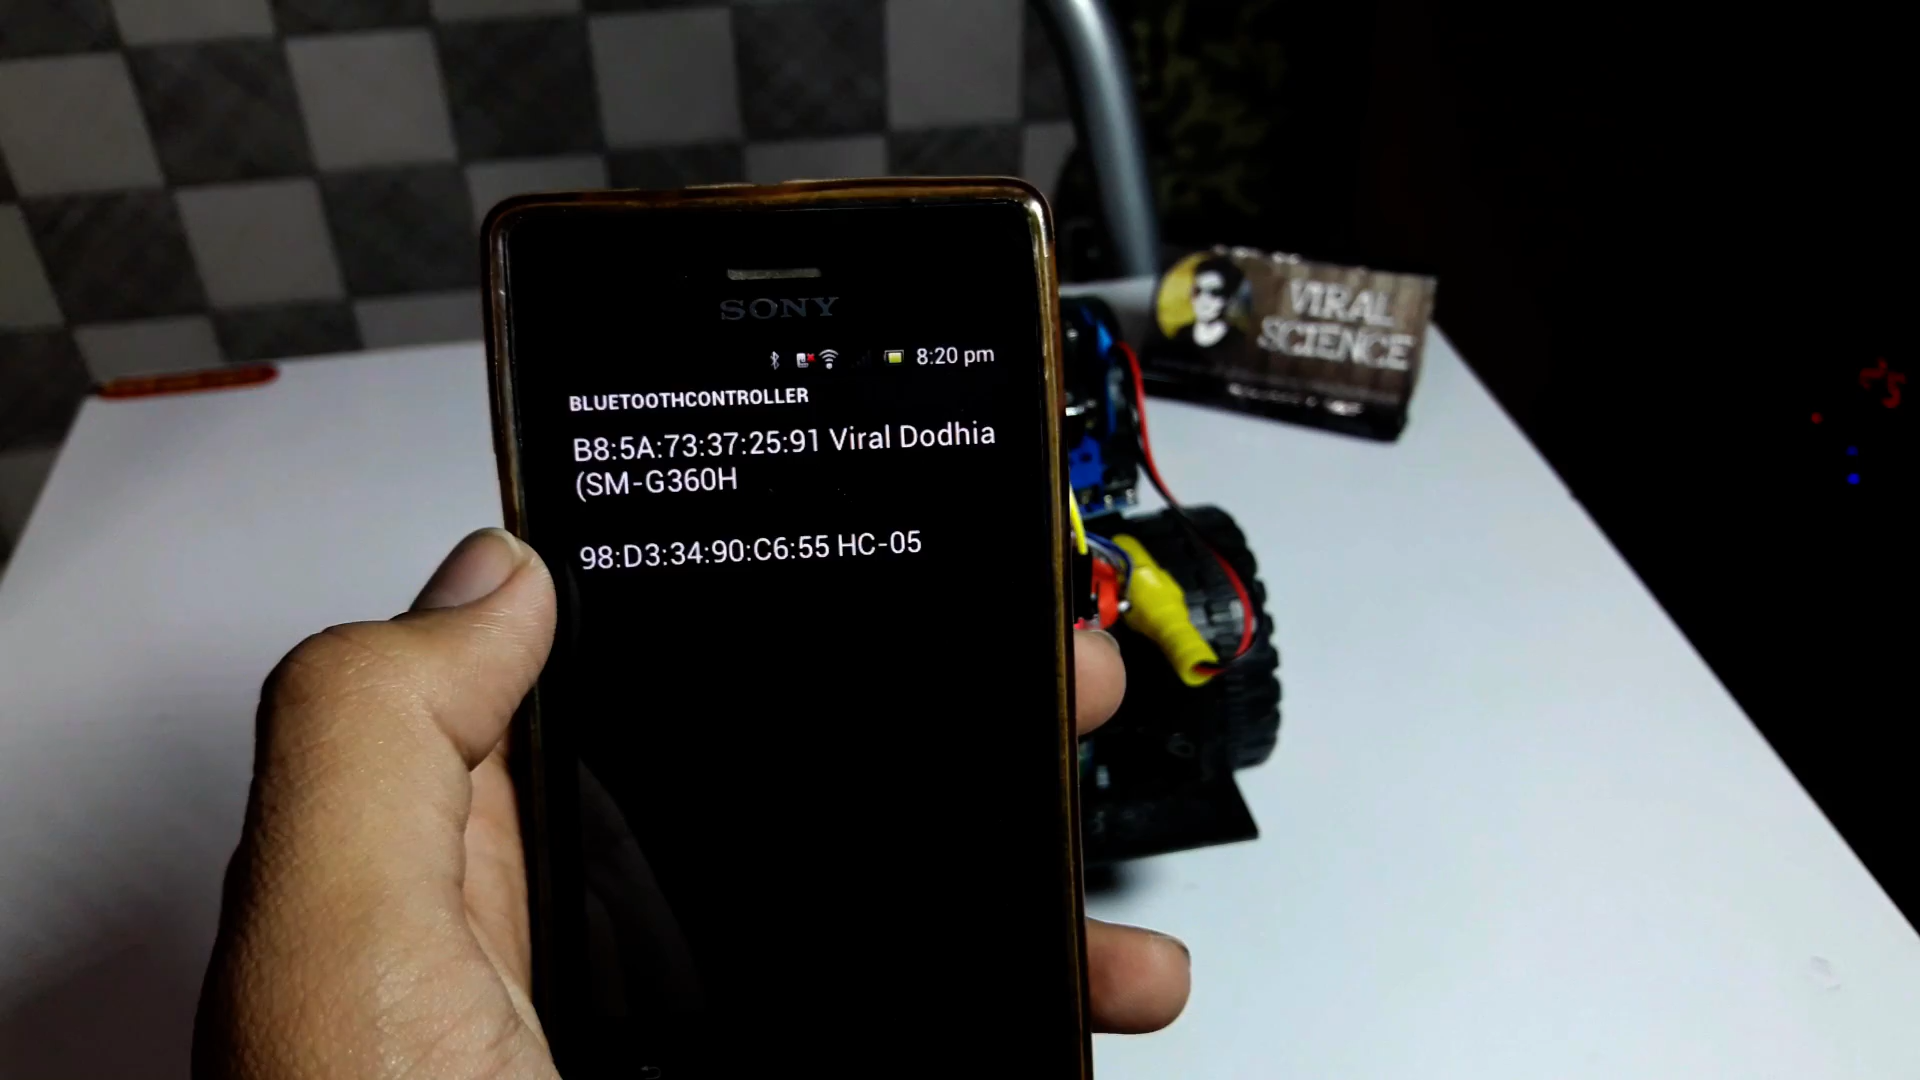 SONY
8:20 pm
BLUETOOTHCONTROLLER
B8:5A:73:37:25:91 Viral Dodhia
(SM-G360H
98:D3:34:90:C6:55 HC-05
VIRAL
SCIENCE
25